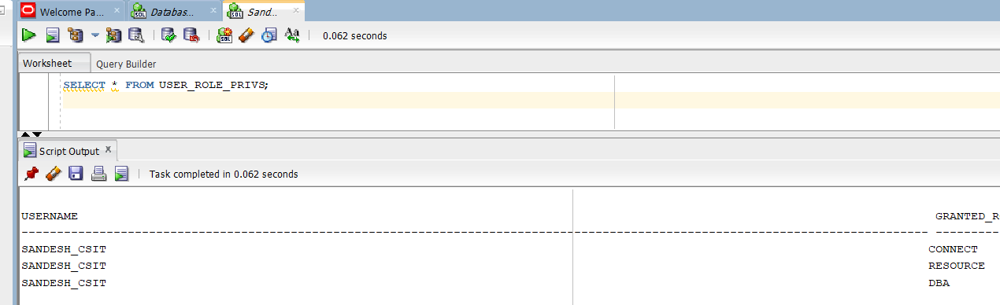 Welcome Pa... Databas... Sand...
0.062 seconds
Worksheet Query Builder
SELECT * FROM USER_ROLE_PRIVS;
Script Output
Task completed in 0.062 seconds
USERNAME GRANTED_R
-------------------------------------------------------------------------------------------------------------------------------- ---------
SANDESH_CSIT CONNECT
SANDESH_CSIT RESOURCE
SANDESH_CSIT DBA